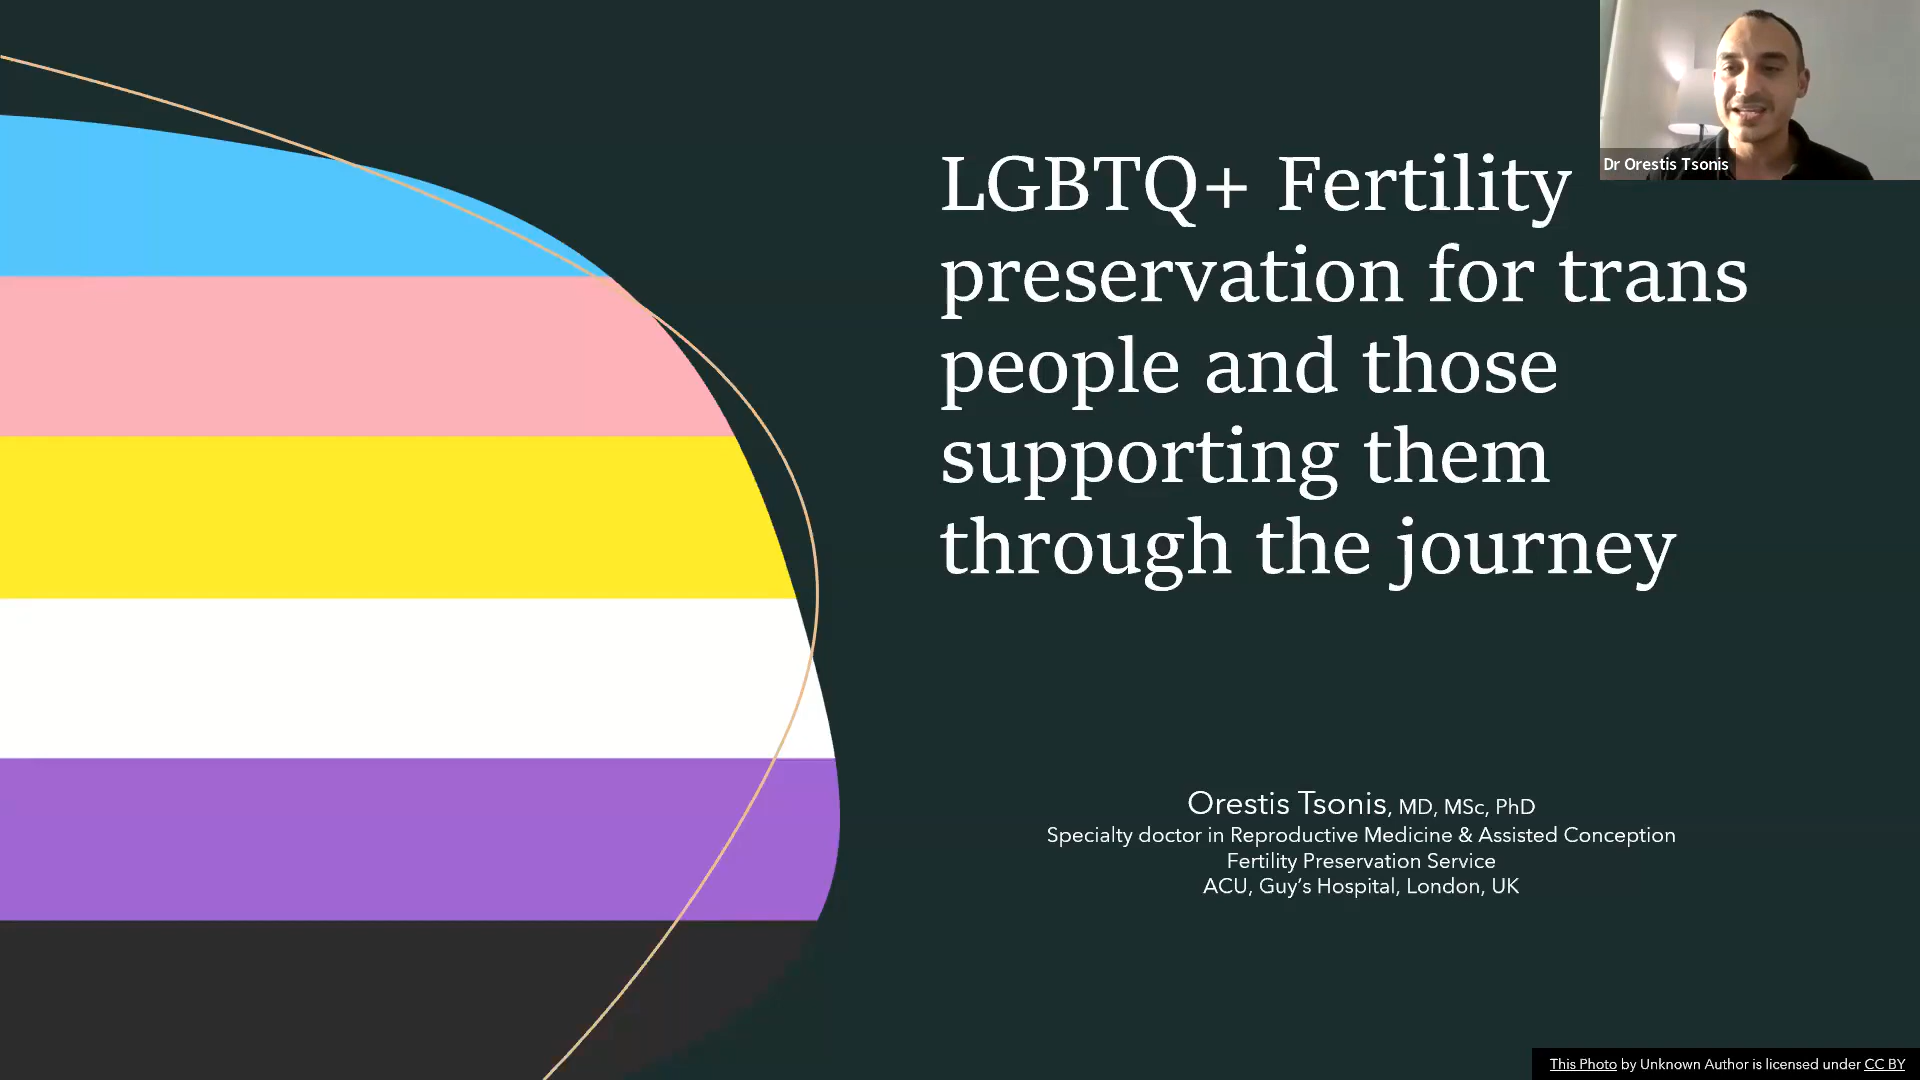 Dr Orestis Tsonis
LGBTQ+ Fertility
preservation for trans
people and those
supporting them
through the journey
Orestis Tsonis, MD, MSc, PhD
Specialty doctor in Reproductive Medicine & Assisted Conception
Fertility Preservation Service
ACU, Guy’s Hospital, London, UK
This Photo by Unknown Author is licensed under CC BY